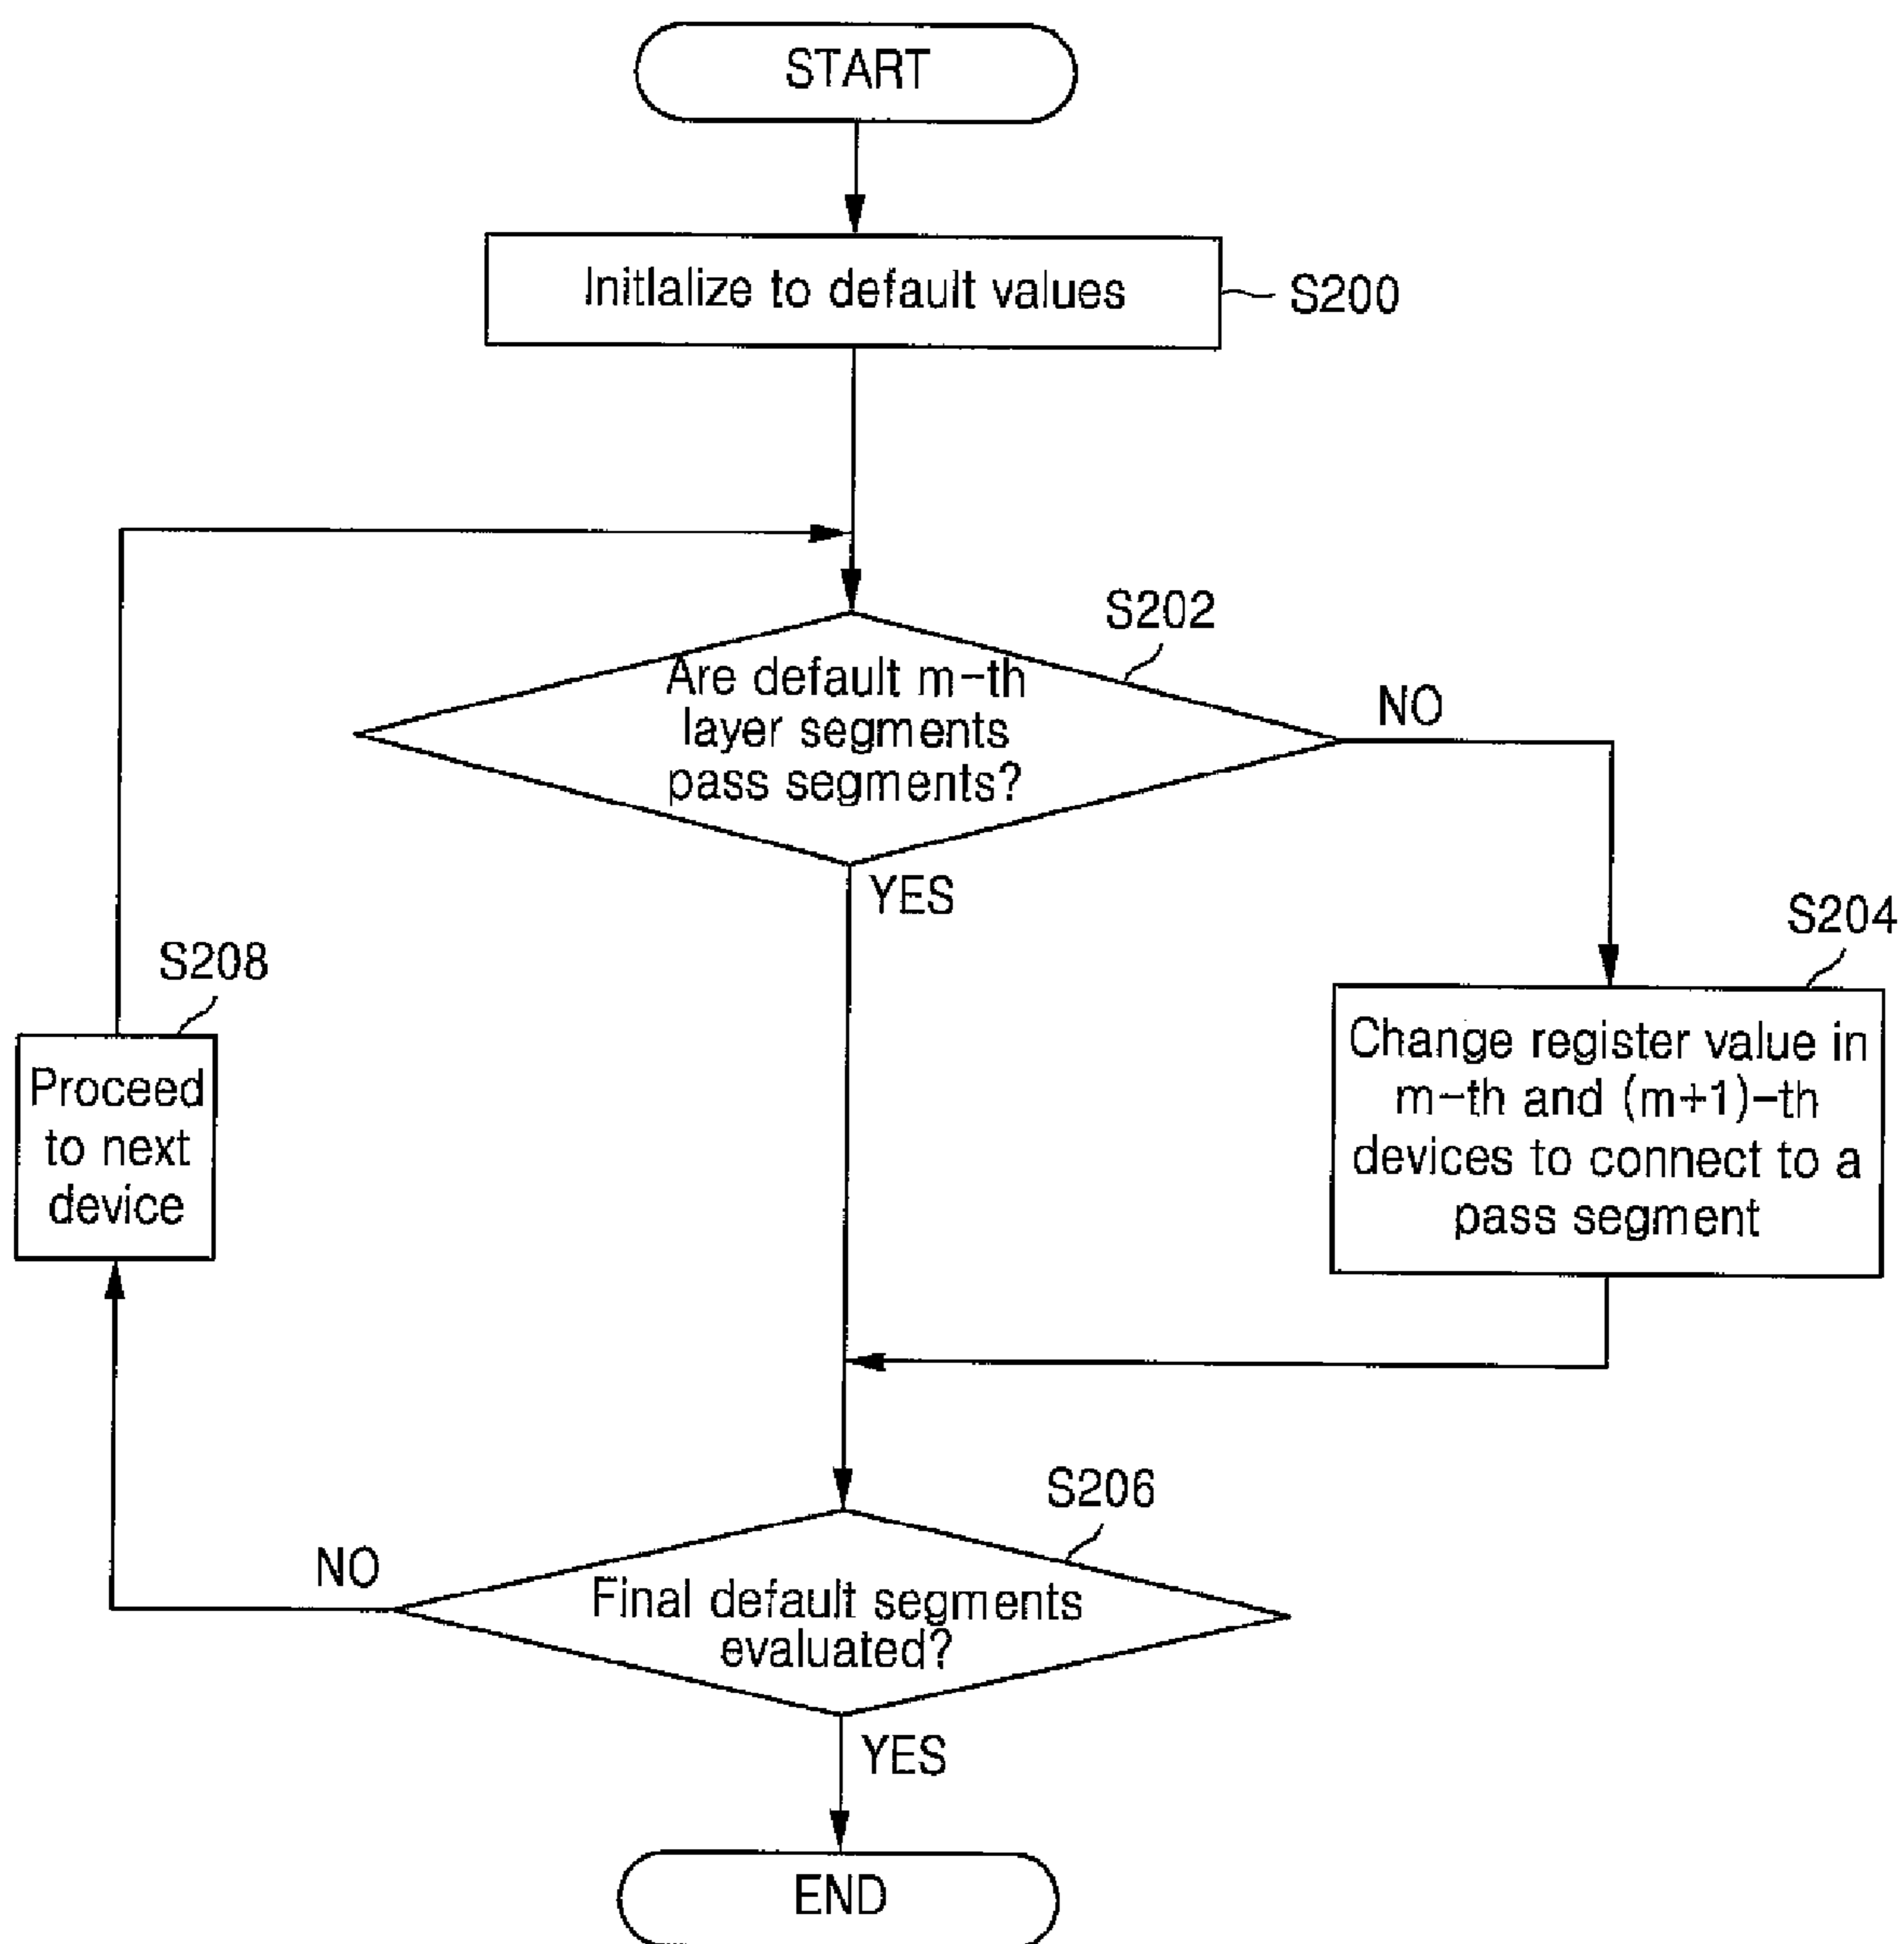 START
Initlalize to default values
S200
S202
Are default m-th
layer segments
pass segments?
NO
YES
S204
Change register value in
m-th and (m+1)-th
devices to connect to a
pass segment
S208
Proceed
to next
device
S206
Final default segments
evaluated?
NO
YES
END